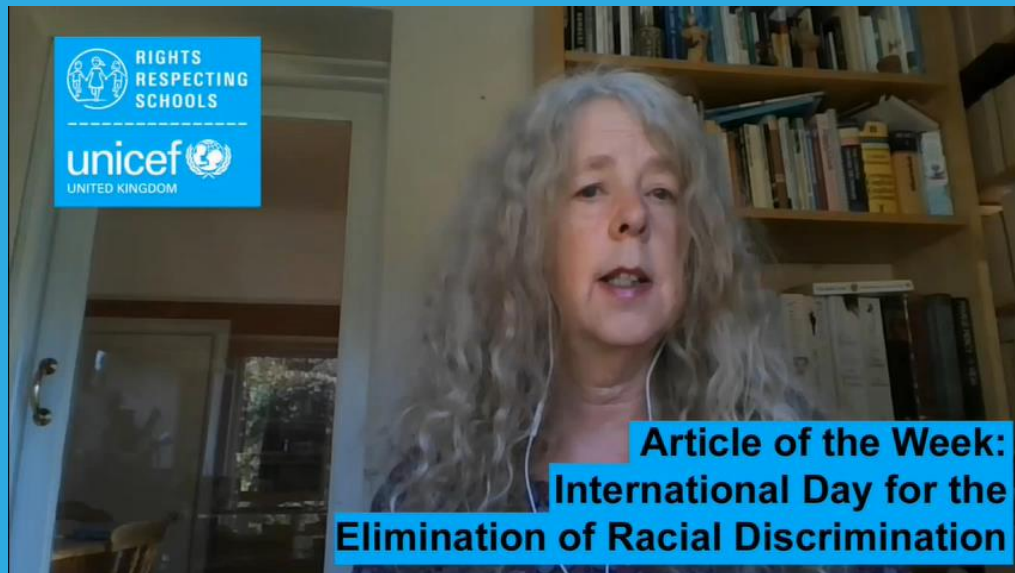 RIGHTS
RESPECTING
SCHOOLS
unicef
UNITED KINGDOM
Article of the Week:
International Day for the
Elimination of Racial Discrimination